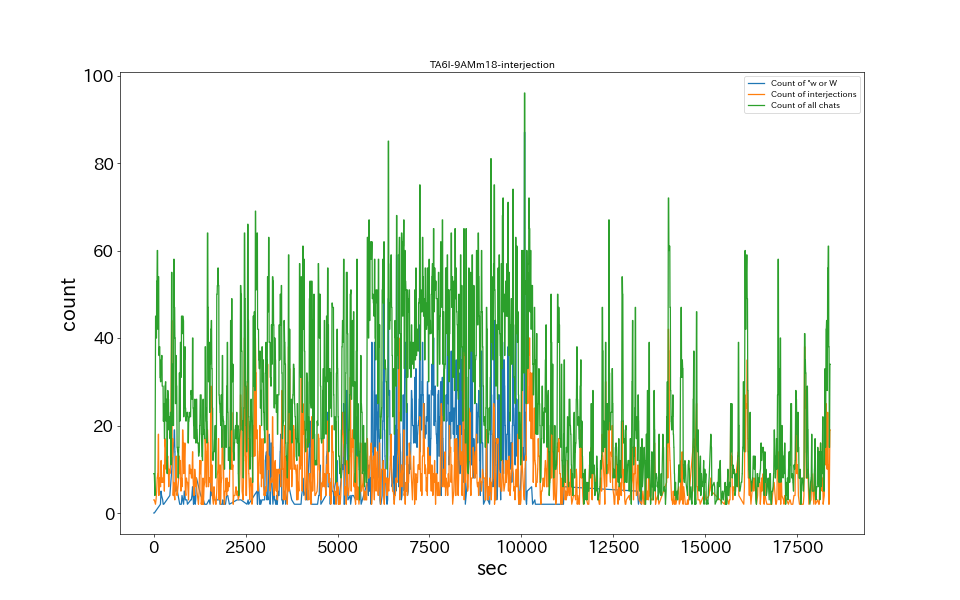 TA6I-9AMm18-interjection
Count of "w or W
Count of interjections
Count of all chats
100
80
60
40
20
0
count
0 2500 5000 7500 10000 12500 15000 17500
sec